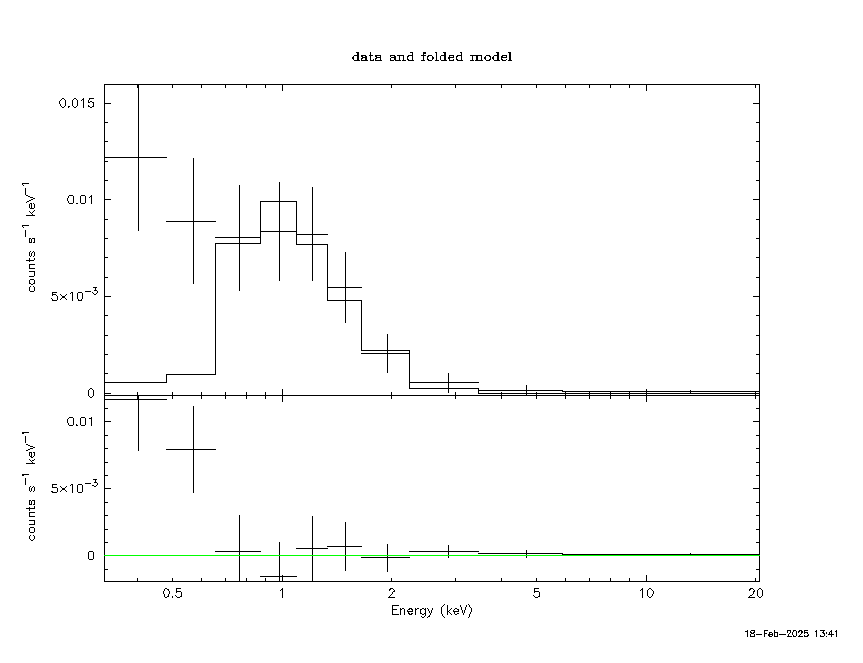 data and folded model
counts s⁻¹ keV⁻¹
0.015
0.01
5×10⁻³
0
counts s⁻¹ keV⁻¹
0.01
5×10⁻³
0
0.5 1 2 5 10 20
Energy (keV)
18-Feb-2025 13:41